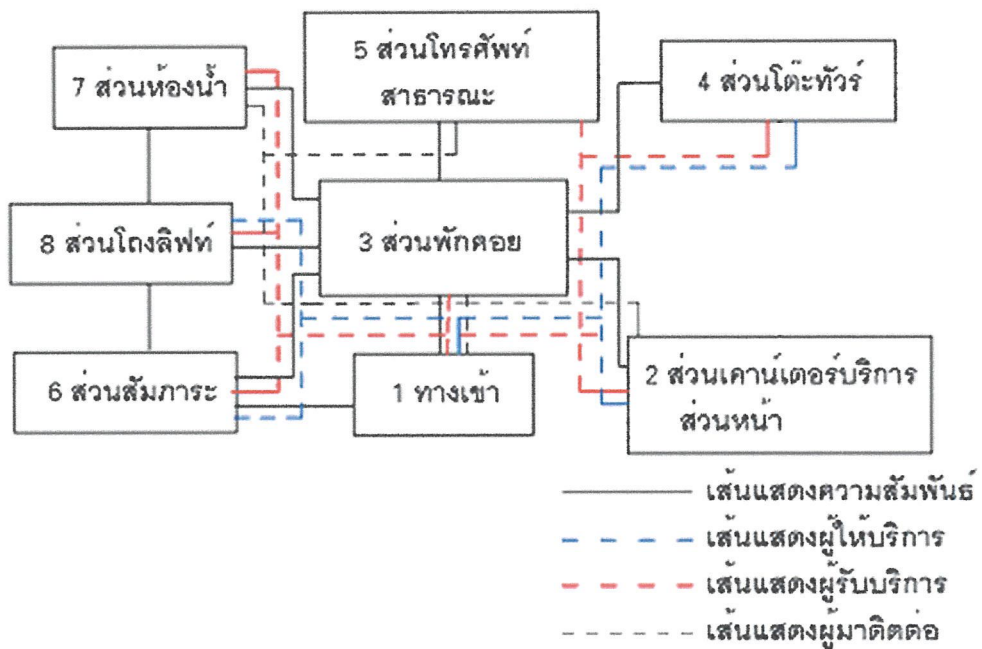 5 ส่วนโทรศัพท์
สาธารณะ
7 ส่วนห้องน้ำ
4 ส่วนโต๊ะทัวร์
8 ส่วนโถงลิฟท์
3 ส่วนพักคอย
6 ส่วนสัมภาระ
1 ทางเข้า
2 ส่วนเคาน์เตอร์บริการ
ส่วนหน้า
เส้นแสดงความสัมพันธ์
เส้นแสดงผู้ให้บริการ
เส้นแสดงผู้รับบริการ
เส้นแสดงผู้มาติดต่อ